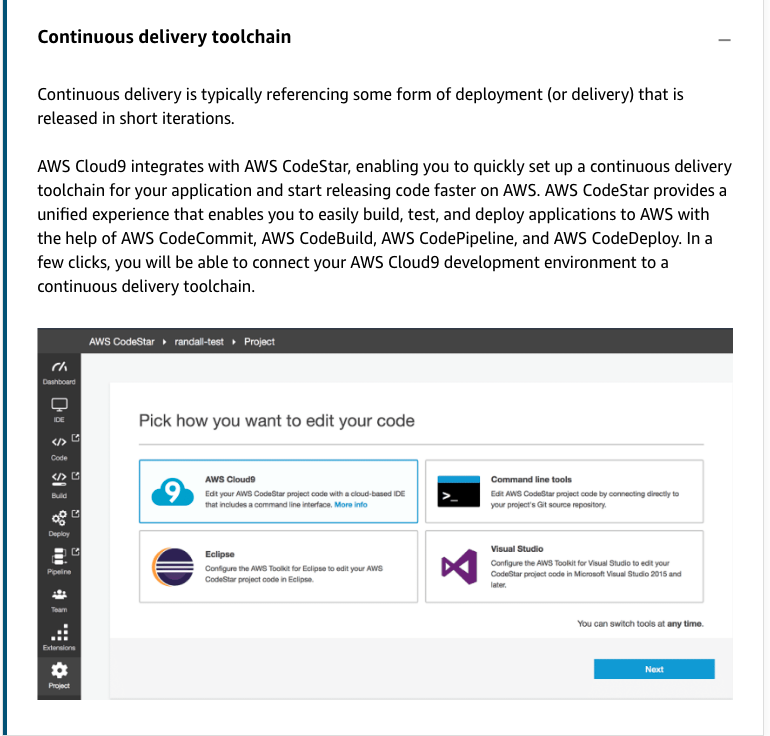 Continuous delivery toolchain
Continuous delivery is typically referencing some form of deployment (or delivery) that is
released in short iterations.
AWS Cloud9 integrates with AWS CodeStar, enabling you to quickly set up a continuous delivery
toolchain for your application and start releasing code faster on AWS. AWS CodeStar provides a
unified experience that enables you to easily build, test, and deploy applications to AWS with
the help of AWS CodeCommit, AWS CodeBuild, AWS CodePipeline, and AWS CodeDeploy. In a
few clicks, you will be able to connect your AWS Cloud9 development environment to a
continuous delivery toolchain.
AWS CodeStar randall-test Project
Dashboard
IDE
Code
Build
Deploy
Pipeline
Team
Extensions
Project
Pick how you want to edit your code
9
AWS Cloud9
Edit your AWS CodeStar project code with a cloud-based IDE
that includes a command line interface. More info
>_
Command line tools
Edit AWS CodeStar project code by connecting directly to
your project's Git source repository.
Eclipse
Configure the AWS Toolkit for Eclipse to edit your AWS
CodeStar project code in Eclipse.
Visual Studio
Configure the AWS Toolkit for Visual Studio to edit your
CodeStar project code in Microsoft Visual Studio 2015 and
later.
You can switch tools at any time.
Next